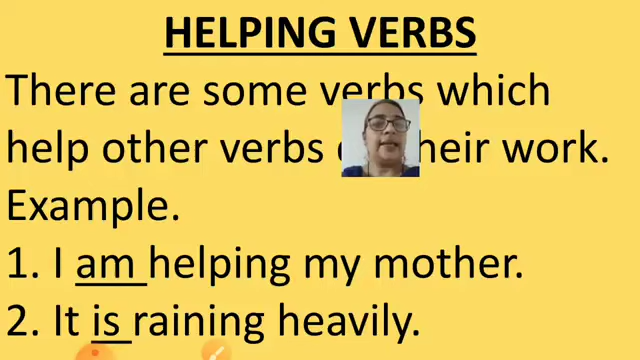 HELPING VERBS
There are some verbs which
help other verbs their work.
Example.
1. I am helping my mother.
2. It is raining heavily.